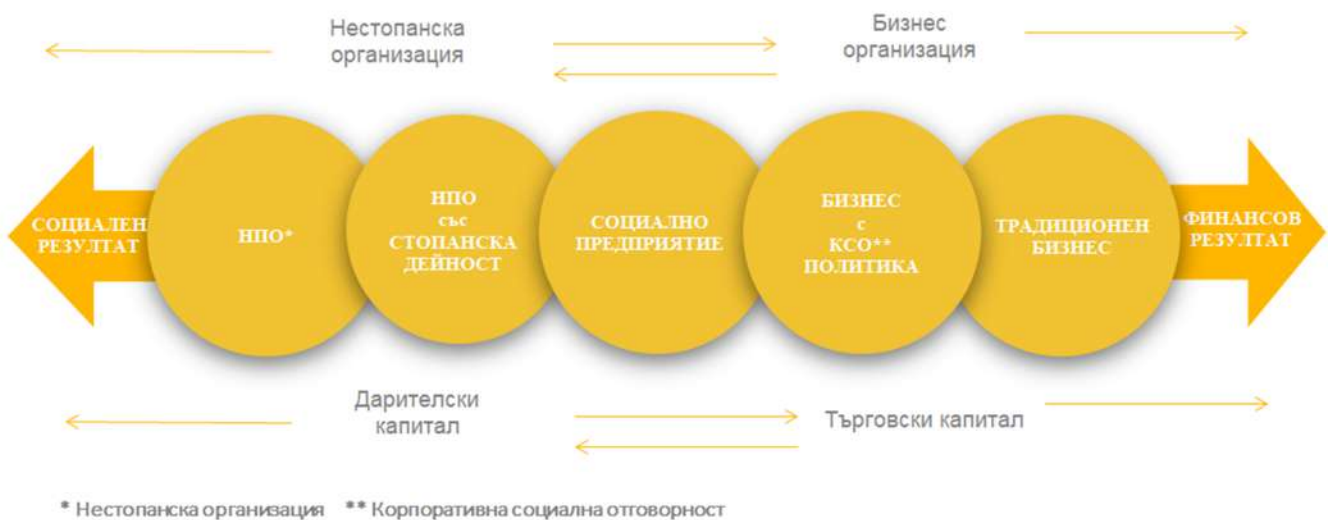 Нестопанска
организация
Бизнес
организация
СОЦИАЛЕН
РЕЗУЛТАТ
НПО*
НПО
със
СТОПАНСКА
ДЕЙНОСТ
СОЦИАЛНО
ПРЕДПРИЯТИЕ
БИЗНЕС
с
КСО**
ПОЛИТИКА
ТРАДИЦИОНЕН
БИЗНЕС
ФИНАНСОВ
РЕЗУЛТАТ
Дарителски
капитал
Търговски капитал
* Нестопанска организация ** Корпоративна социална отговорност